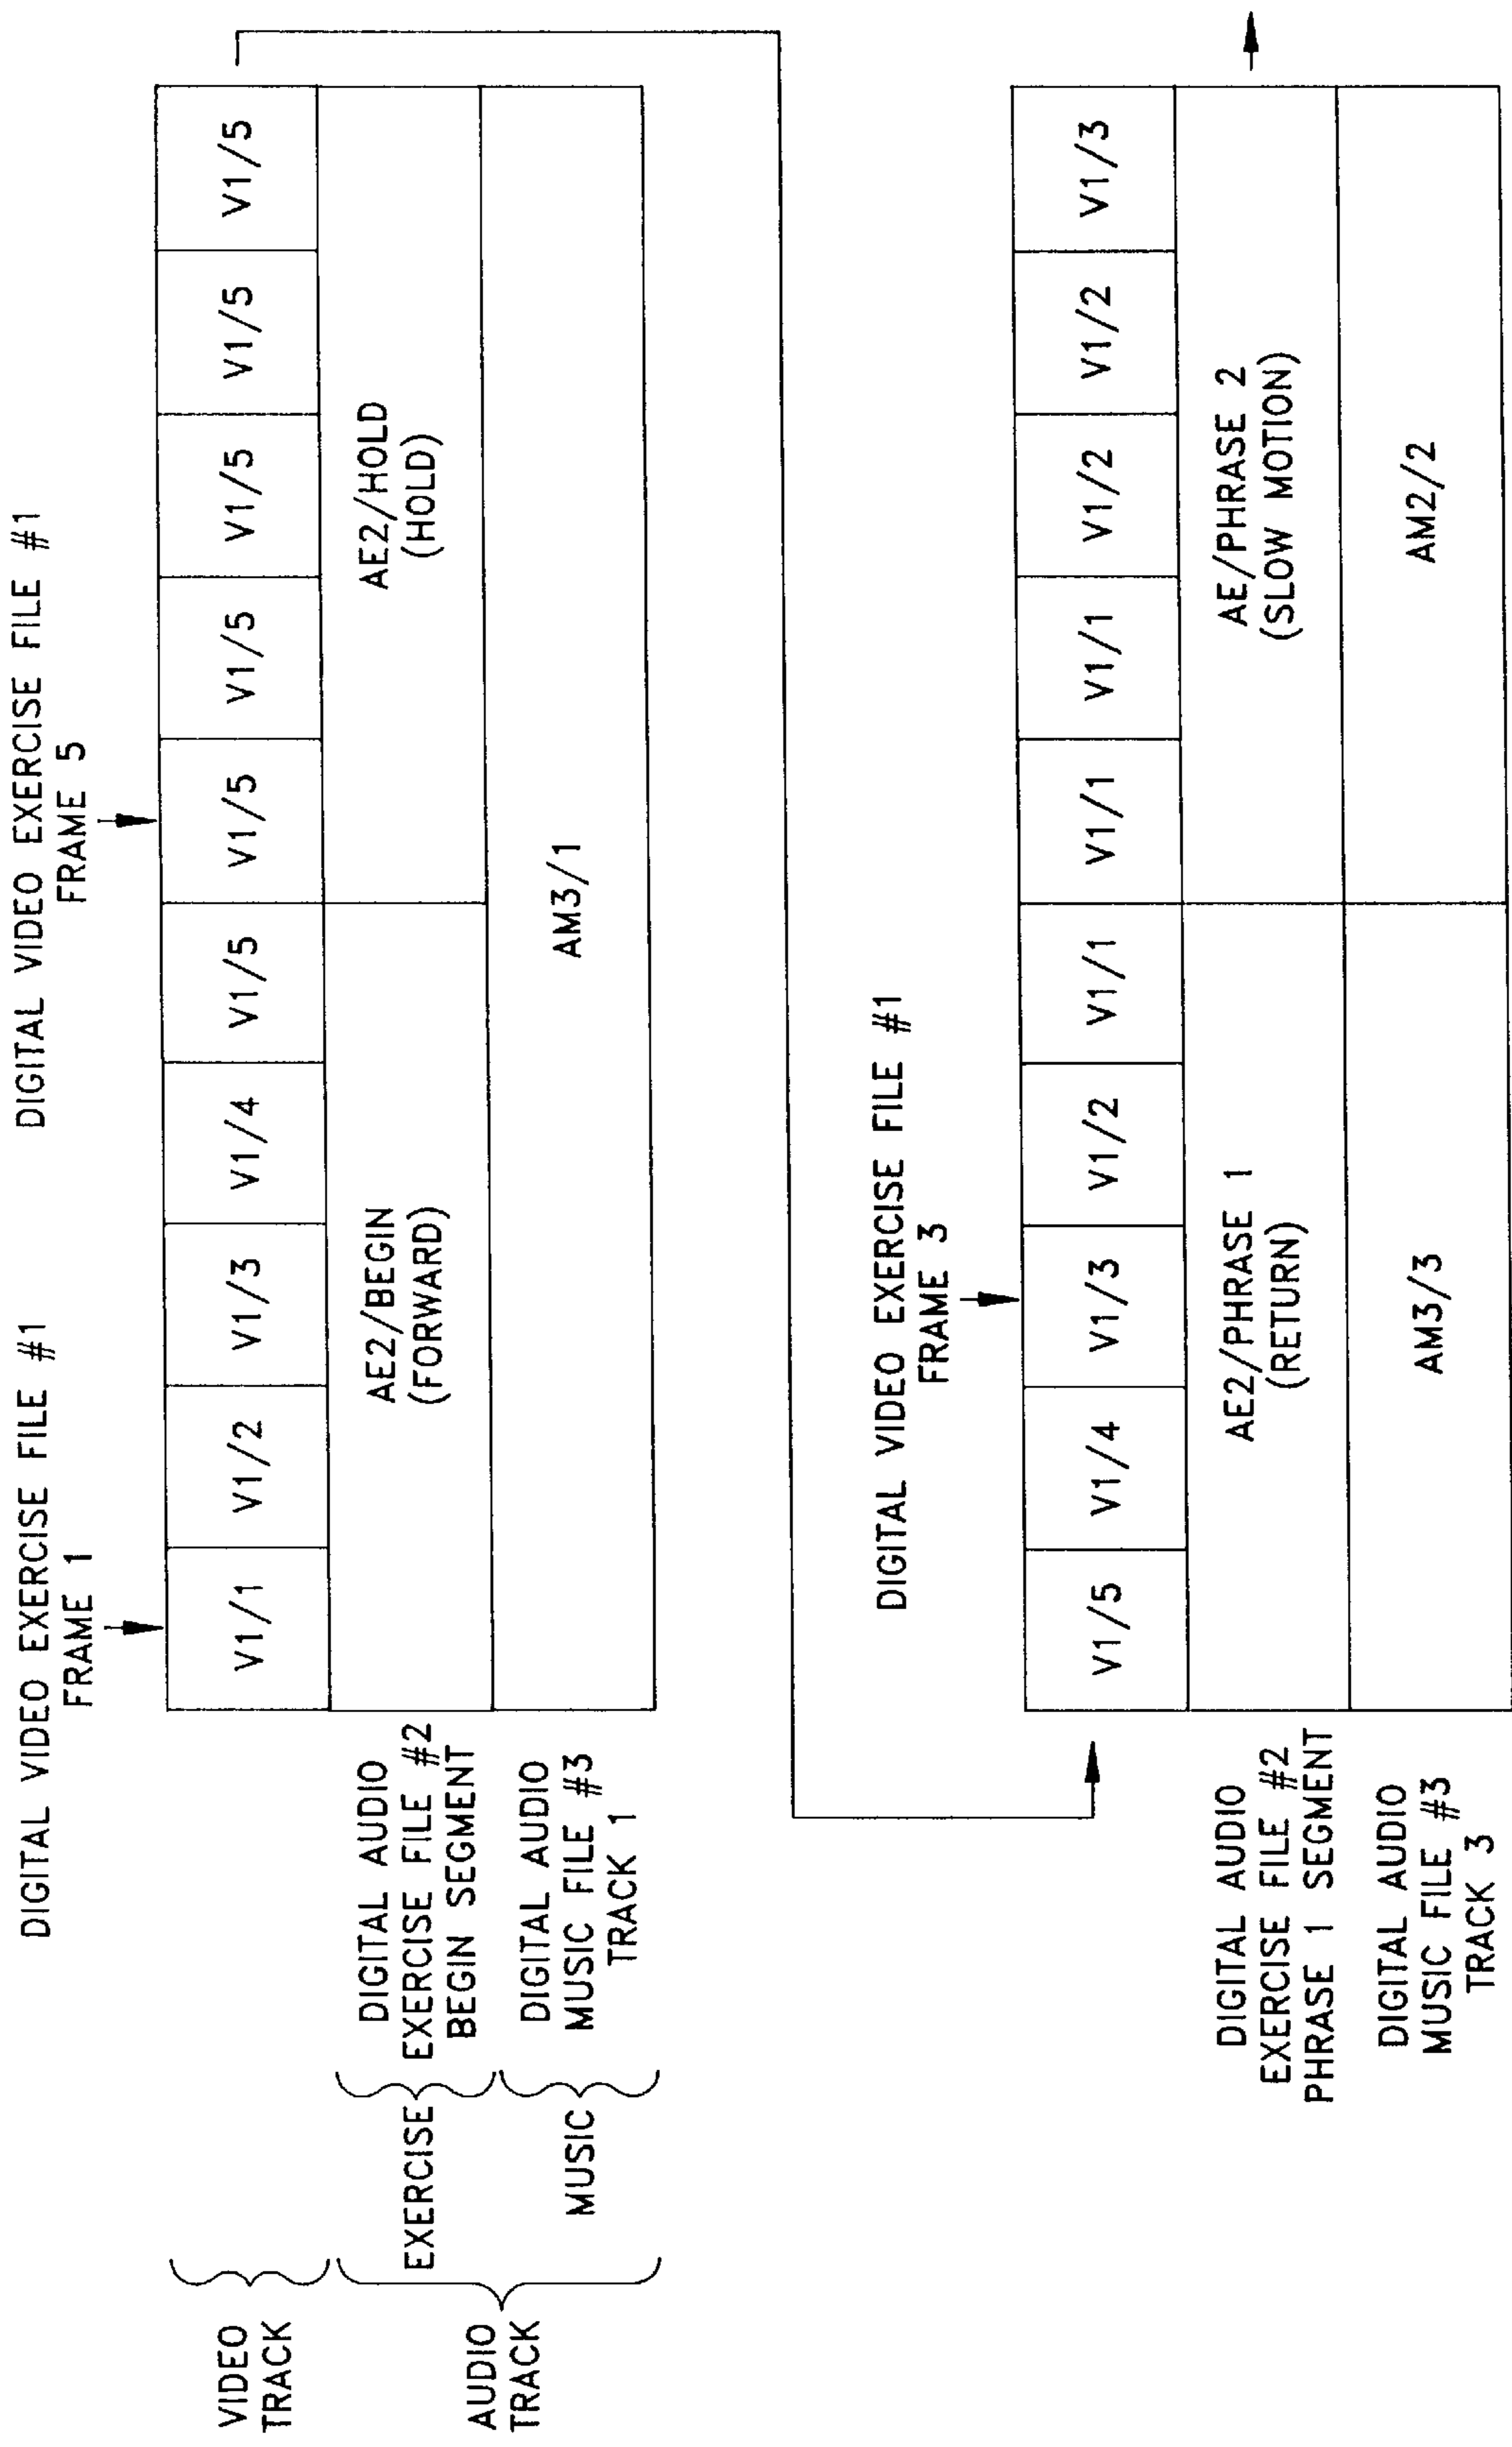 DIGITAL VIDEO EXERCISE FILE #1
FRAME 1
DIGITAL VIDEO EXERCISE FILE #1
FRAME 5
VIDEO
TRACK
V1/1
V1/2
V1/3
V1/4
V1/5
V1/5
V1/5
V1/5
V1/5
V1/5
AUDIO
TRACK
EXERCISE
DIGITAL AUDIO
EXERCISE FILE #2
BEGIN SEGMENT
AE2/BEGIN
(FORWARD)
AE2/HOLD
(HOLD)
MUSIC
DIGITAL AUDIO
MUSIC FILE #3
TRACK 1
AM3/1
DIGITAL VIDEO EXERCISE FILE #1
FRAME 3
V1/5
V1/4
V1/3
V1/2
V1/1
V1/1
V1/1
V1/2
V1/2
V1/3
DIGITAL AUDIO
EXERCISE FILE #2
PHRASE 1 SEGMENT
AE2/PHRASE 1
(RETURN)
AE/PHRASE 2
(SLOW MOTION)
DIGITAL AUDIO
MUSIC FILE #3
TRACK 3
AM3/3
AM2/2